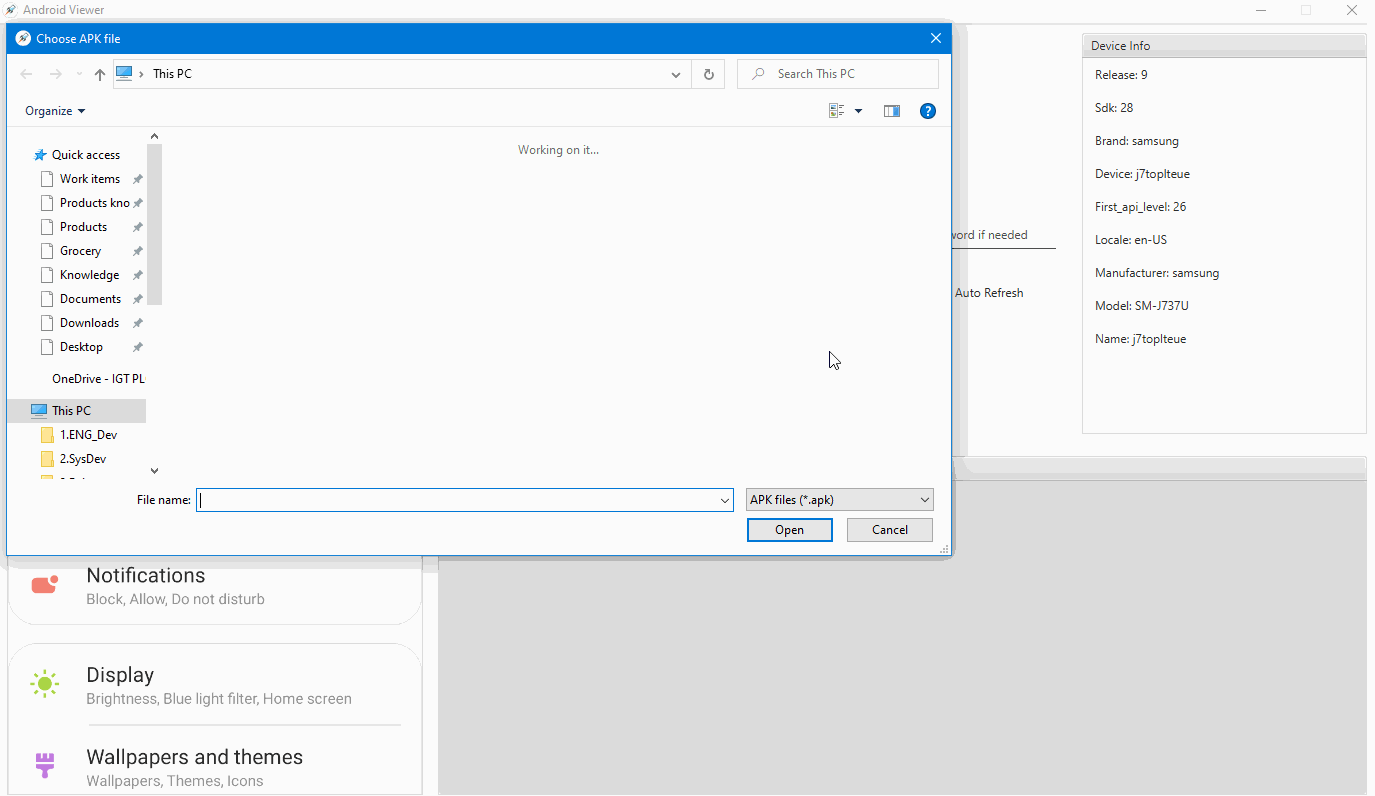 Android Viewer
Choose APK file
This PC
Search This PC
Organize
Working on it...
Quick access
Work items
Products kno
Products
Grocery
Knowledge
Documents
Downloads
Desktop
OneDrive - IGT PL
This PC
1.ENG_Dev
2.SysDev
File name:
APK files (*.apk)
Open
Cancel
word if needed
Auto Refresh
Device Info
Release: 9
Sdk: 28
Brand: samsung
Device: j7toplteue
First_api_level: 26
Locale: en-US
Manufacturer: samsung
Model: SM-J737U
Name: j7toplteue
Notifications
Block, Allow, Do not disturb
Display
Brightness, Blue light filter, Home screen
Wallpapers and themes
Wallpapers, Themes, Icons